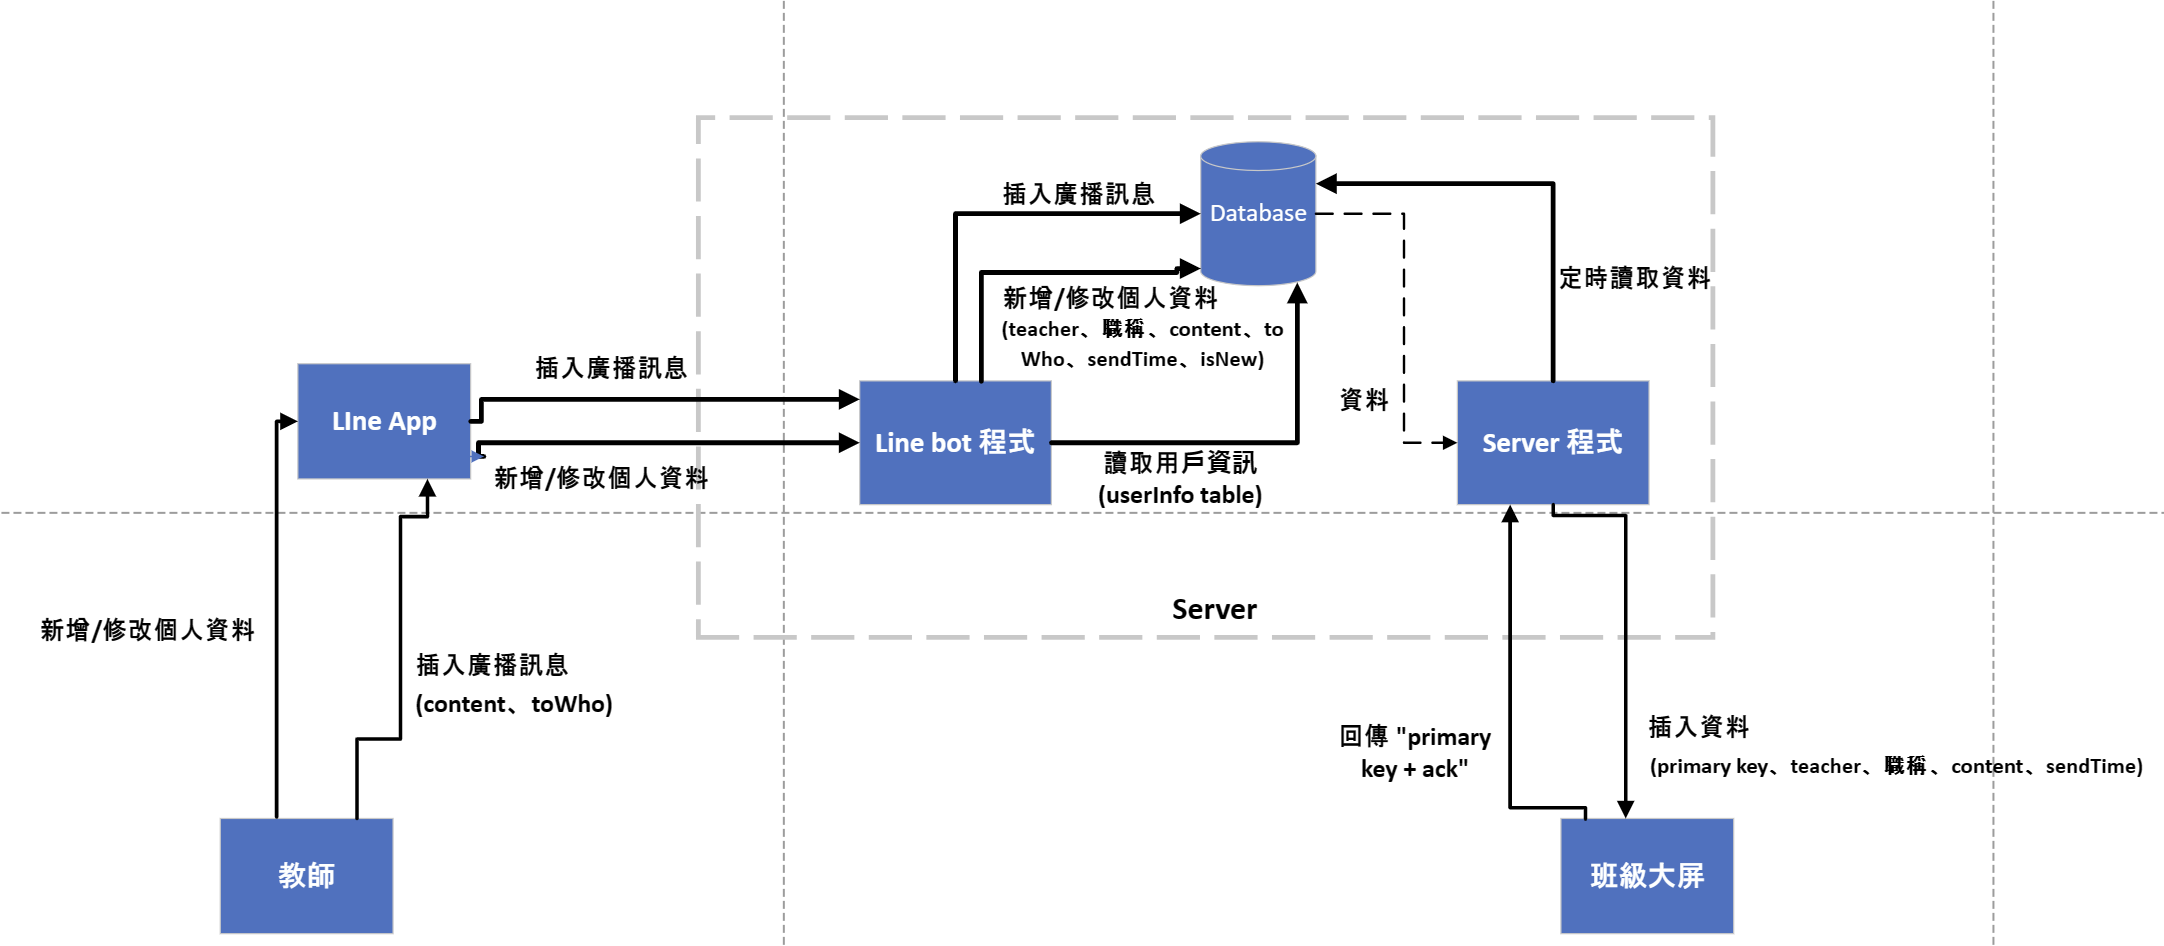 插入廣播訊息
Database
定時讀取資料
新增/修改個人資料
(teacher、職稱、content、to
Who、sendTime、isNew)
插入廣播訊息
資料
LIne App
Line bot 程式
Server 程式
新增/修改個人資料
讀取用戶資訊
(userInfo table)
Server
新增/修改個人資料
插入廣播訊息
(content、toWho)
回傳 "primary
key + ack"
插入資料
(primary key、teacher、職稱、content、sendTime)
教師
班級大屏